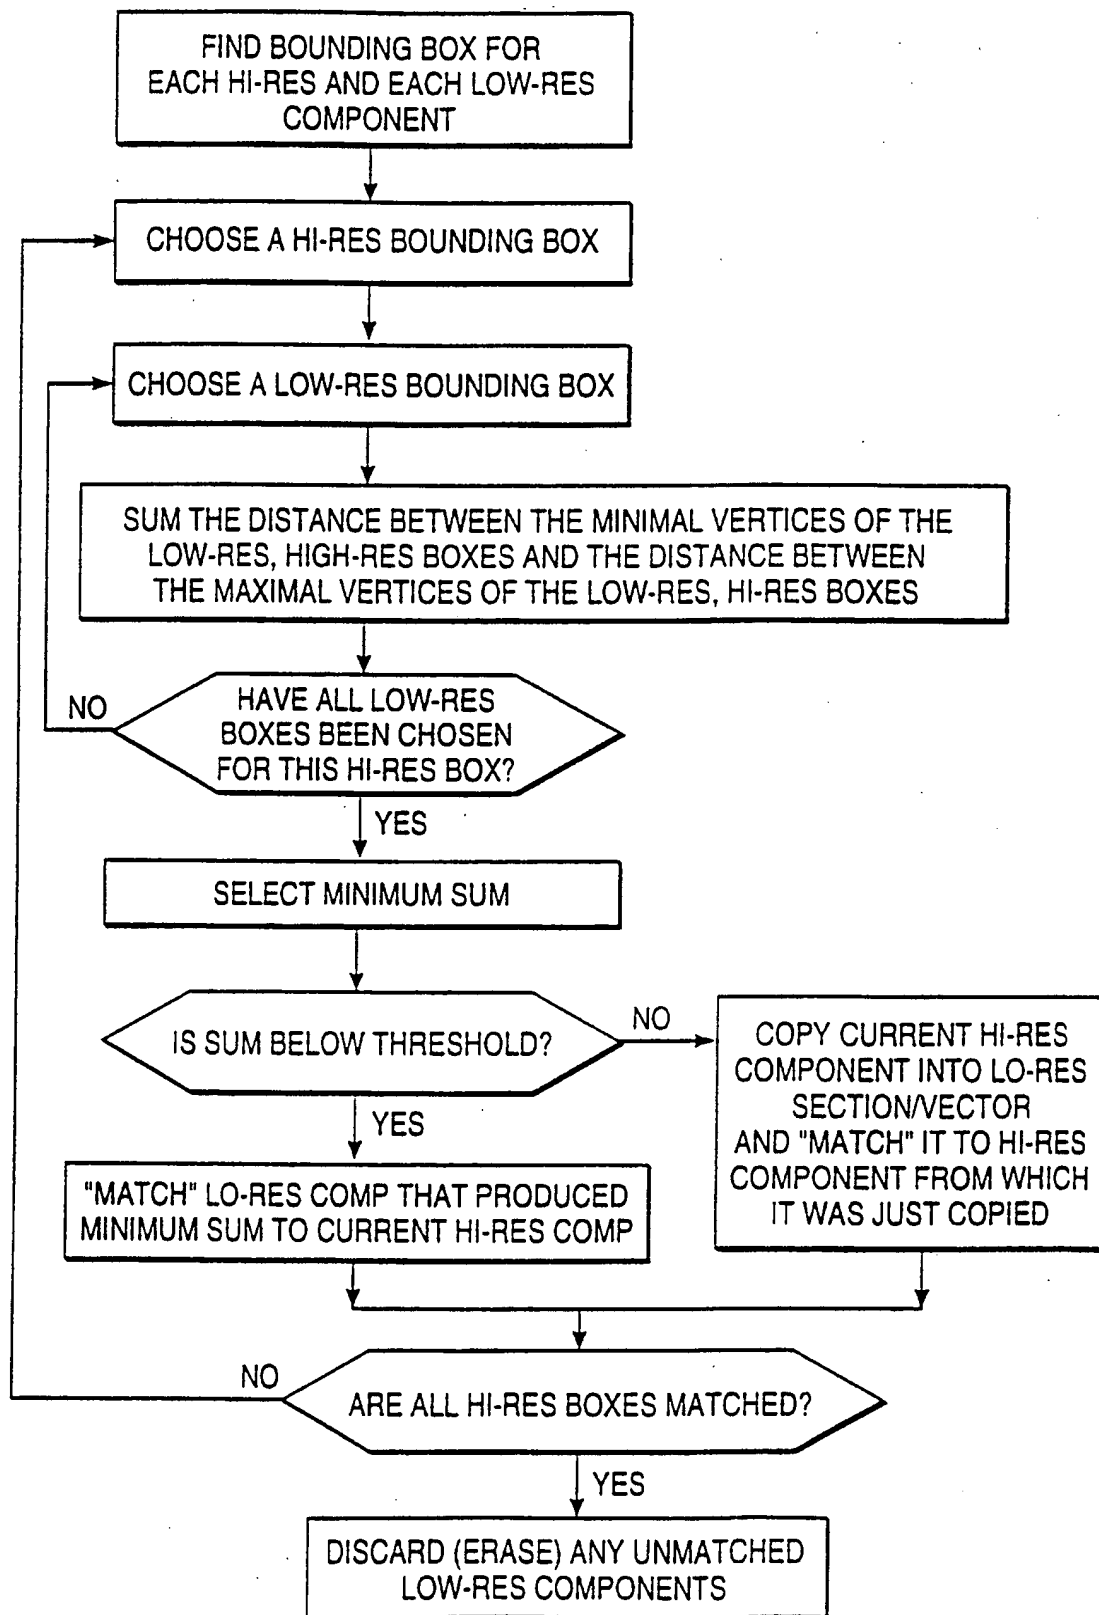 FIND BOUNDING BOX FOR
EACH HI-RES AND EACH LOW-RES
COMPONENT
CHOOSE A HI-RES BOUNDING BOX
CHOOSE A LOW-RES BOUNDING BOX
SUM THE DISTANCE BETWEEN THE MINIMAL VERTICES OF THE
LOW-RES, HIGH-RES BOXES AND THE DISTANCE BETWEEN
THE MAXIMAL VERTICES OF THE LOW-RES, HI-RES BOXES
NO
HAVE ALL LOW-RES
BOXES BEEN CHOSEN
FOR THIS HI-RES BOX?
YES
SELECT MINIMUM SUM
IS SUM BELOW THRESHOLD?
NO
YES
COPY CURRENT HI-RES
COMPONENT INTO LO-RES
SECTION/VECTOR
AND "MATCH" IT TO HI-RES
COMPONENT FROM WHICH
IT WAS JUST COPIED
"MATCH" LO-RES COMP THAT PRODUCED
MINIMUM SUM TO CURRENT HI-RES COMP
NO
ARE ALL HI-RES BOXES MATCHED?
YES
DISCARD (ERASE) ANY UNMATCHED
LOW-RES COMPONENTS